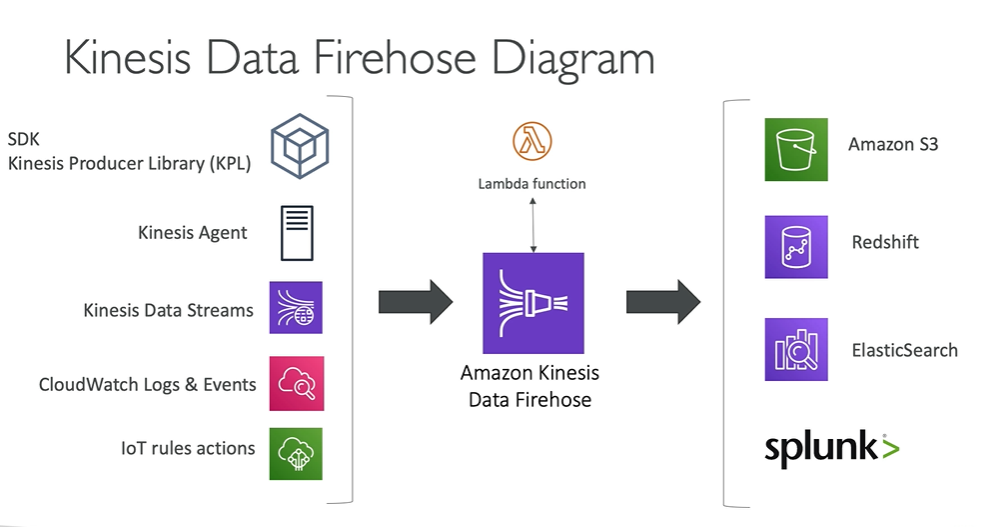 Kinesis Data Firehose Diagram
SDK
Kinesis Producer Library (KPL)
Kinesis Agent
Kinesis Data Streams
CloudWatch Logs & Events
IoT rules actions
Lambda function
Amazon Kinesis
Data Firehose
Amazon S3
Redshift
ElasticSearch
splunk>